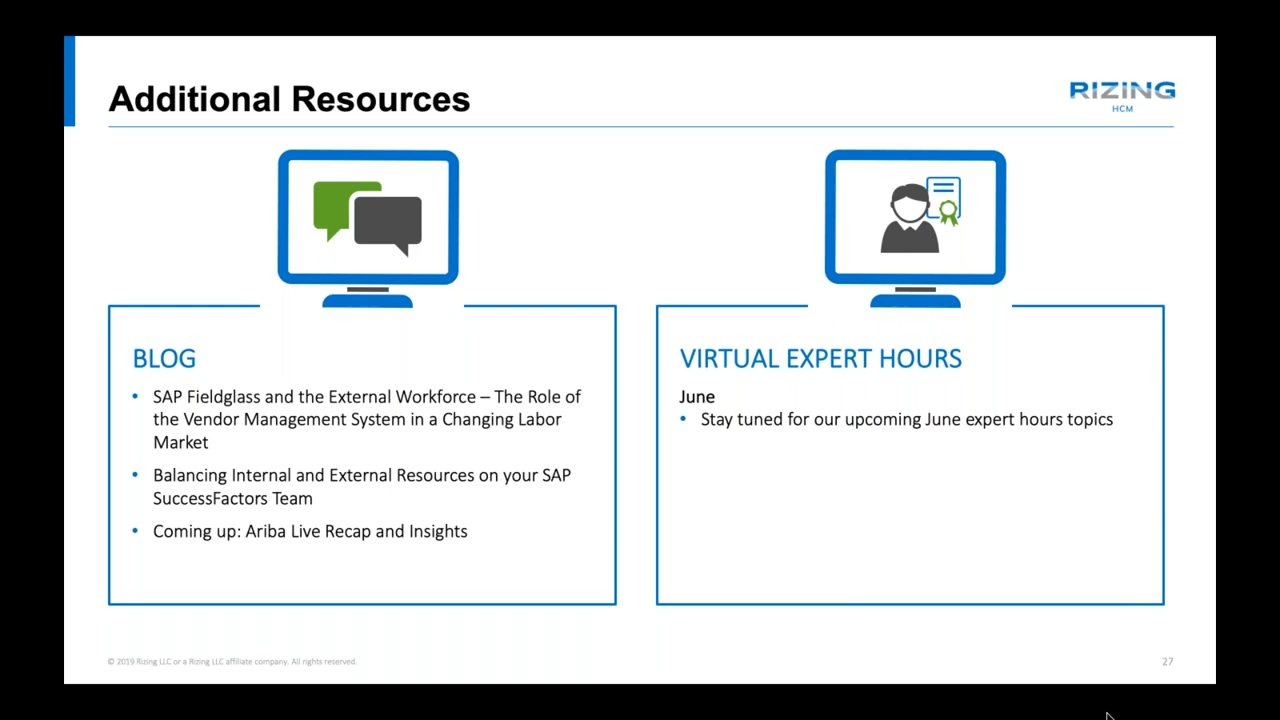 Additional Resources
RIZING
HCM
BLOG
• SAP Fieldglass and the External Workforce – The Role of
the Vendor Management System in a Changing Labor
Market
• Balancing Internal and External Resources on your SAP
SuccessFactors Team
• Coming up: Ariba Live Recap and Insights
VIRTUAL EXPERT HOURS
June
• Stay tuned for our upcoming June expert hours topics
© 2019 Rizing LLC or a Rizing LLC affiliate company. All rights reserved.
27